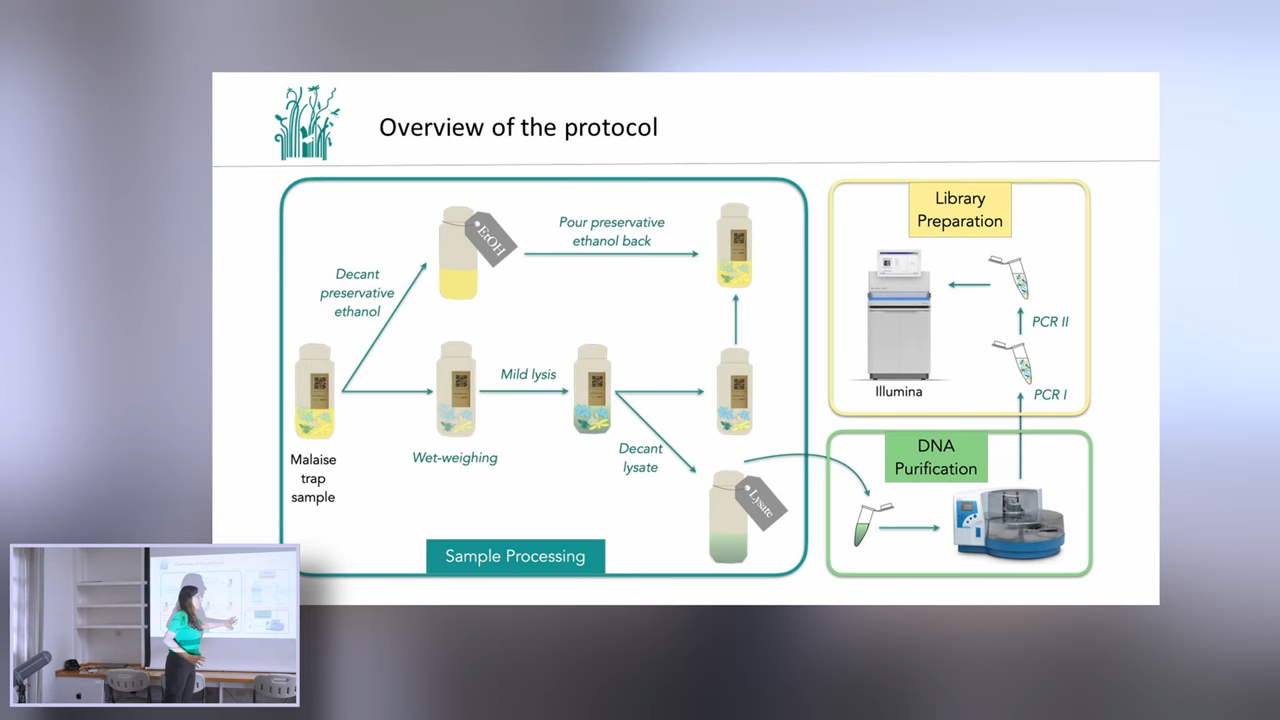 Overview of the protocol
EtOH
Pour preservative
ethanol back
Decant
preservative
ethanol
Mild lysis
Malaise
trap
sample
Wet-weighing
Decant
lysate
Lysate
Sample Processing
Library
Preparation
PCR II
PCR I
Illumina
DNA
Purification